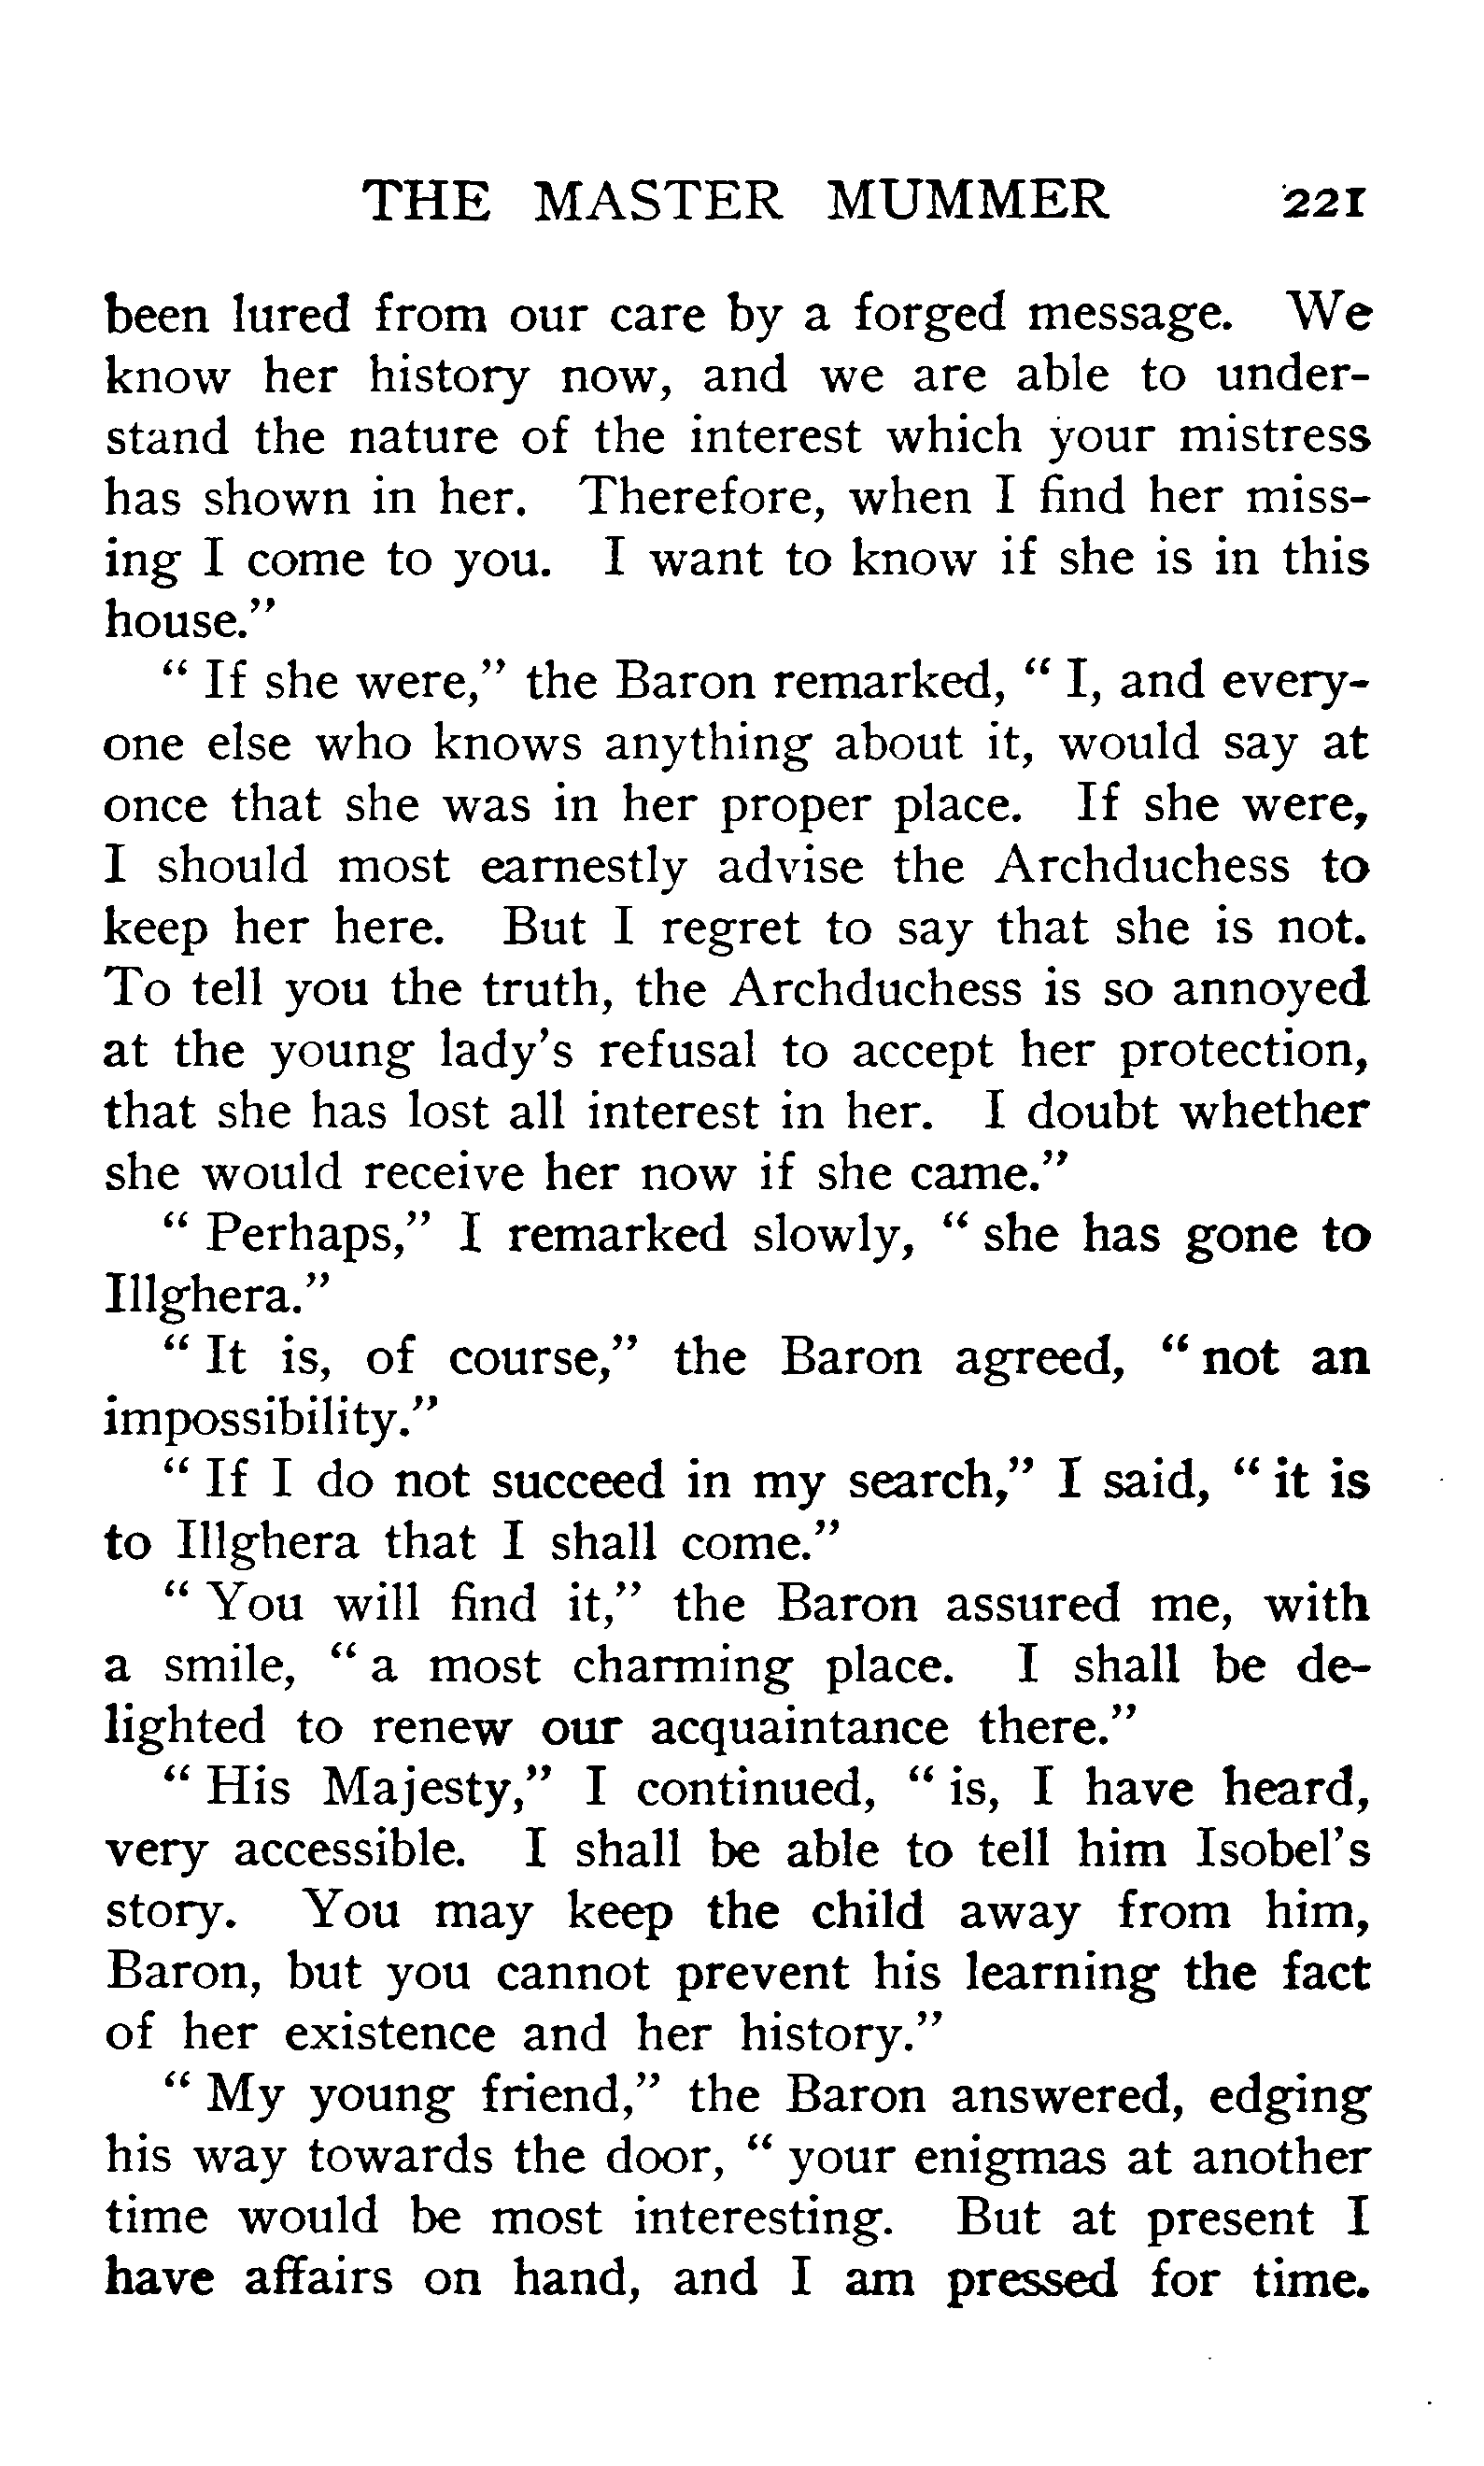 THE MASTER MUMMER 221
been lured from our care by a forged message. We
know her history now, and we are able to under-
stand the nature of the interest which your mistress
has shown in her. Therefore, when I find her miss-
ing I come to you. I want to know if she is in this
house."
" If she were," the Baron remarked, " I, and every-
one else who knows anything about it, would say at
once that she was in her proper place. If she were,
I should most earnestly advise the Archduchess to
keep her here. But I regret to say that she is not.
To tell you the truth, the Archduchess is so annoyed
at the young lady's refusal to accept her protection,
that she has lost all interest in her. I doubt whether
she would receive her now if she came."
" Perhaps," I remarked slowly, " she has gone to
Illghera."
" It is, of course," the Baron agreed, " not an
impossibility."
" If I do not succeed in my search," I said, " it is
to Illghera that I shall come."
" You will find it," the Baron assured me, with
a smile, " a most charming place. I shall be de-
lighted to renew our acquaintance there."
" His Majesty," I continued, " is, I have heard,
very accessible. I shall be able to tell him Isobel's
story. You may keep the child away from him,
Baron, but you cannot prevent his learning the fact
of her existence and her history."
" My young friend," the Baron answered, edging
his way towards the door, " your enigmas at another
time would be most interesting. But at present I
have affairs on hand, and I am pressed for time.